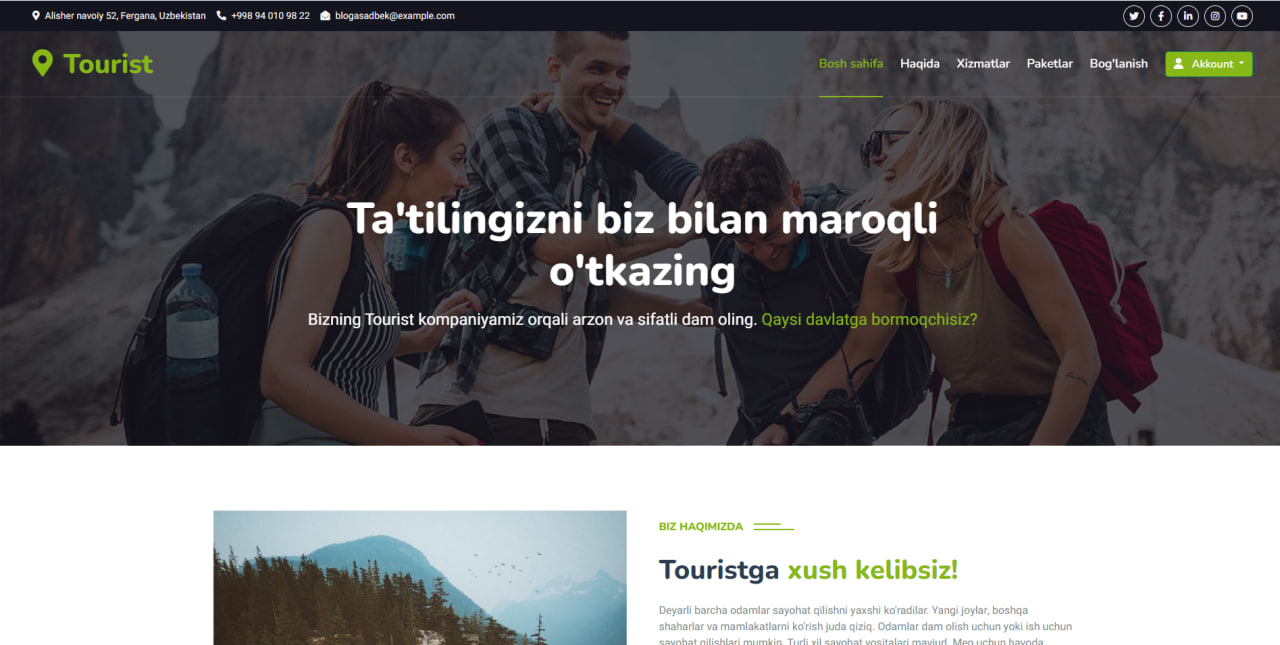 Alisher navoiy 52, Fergana, Uzbekistan +998 94 010 98 22 blogasadbek@example.com
Tourist
Bosh sahifa Haqida Xizmatlar Paketlar Bog'lanish Akkount
Ta'tilingizni biz bilan maroqli
o'tkazing
Bizning Tourist kompaniyamiz orqali arzon va sifatli dam oling. Qaysi davlatga bormoqchisiz?
BIZ HAQIMIZDA
Touristga xush kelibsiz!
Deyarli barcha odamlar sayohat qilishni yaxshi ko'radilar. Yangi joylar, boshqa
shaharlar va mamlakatlarni ko'rish juda qiziq. Odamlar dam olish uchun yoki ish uchun
sayohat qilishlari mumkin. Turli xil sayohat vositalari mavjud. Men uchun havoda